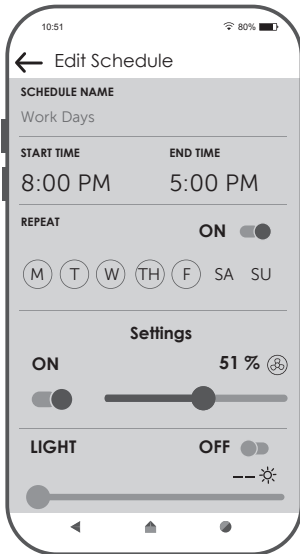 10:51 80%
Edit Schedule
SCHEDULE NAME
Work Days
START TIME END TIME
8:00 PM 5:00 PM
REPEAT ON
M T W TH F SA SU
Settings
ON 51 %
LIGHT OFF
--